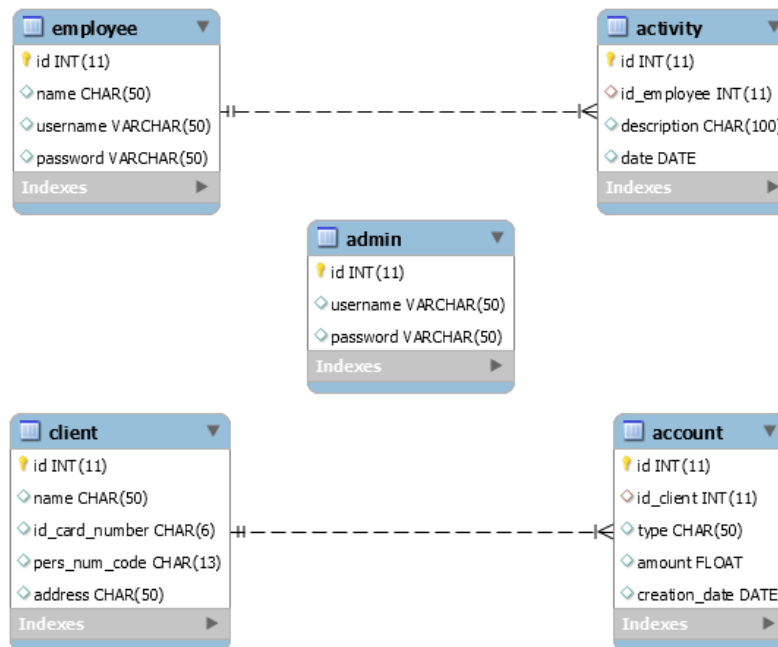 employee
id INT(11)
name CHAR(50)
username VARCHAR(50)
password VARCHAR(50)
Indexes
activity
id INT(11)
id_employee INT(11)
description CHAR(100)
date DATE
Indexes
admin
id INT(11)
username VARCHAR(50)
password VARCHAR(50)
Indexes
client
id INT(11)
name CHAR(50)
id_card_number CHAR(6)
pers_num_code CHAR(13)
address CHAR(50)
Indexes
account
id INT(11)
id_client INT(11)
type CHAR(50)
amount FLOAT
creation_date DATE
Indexes